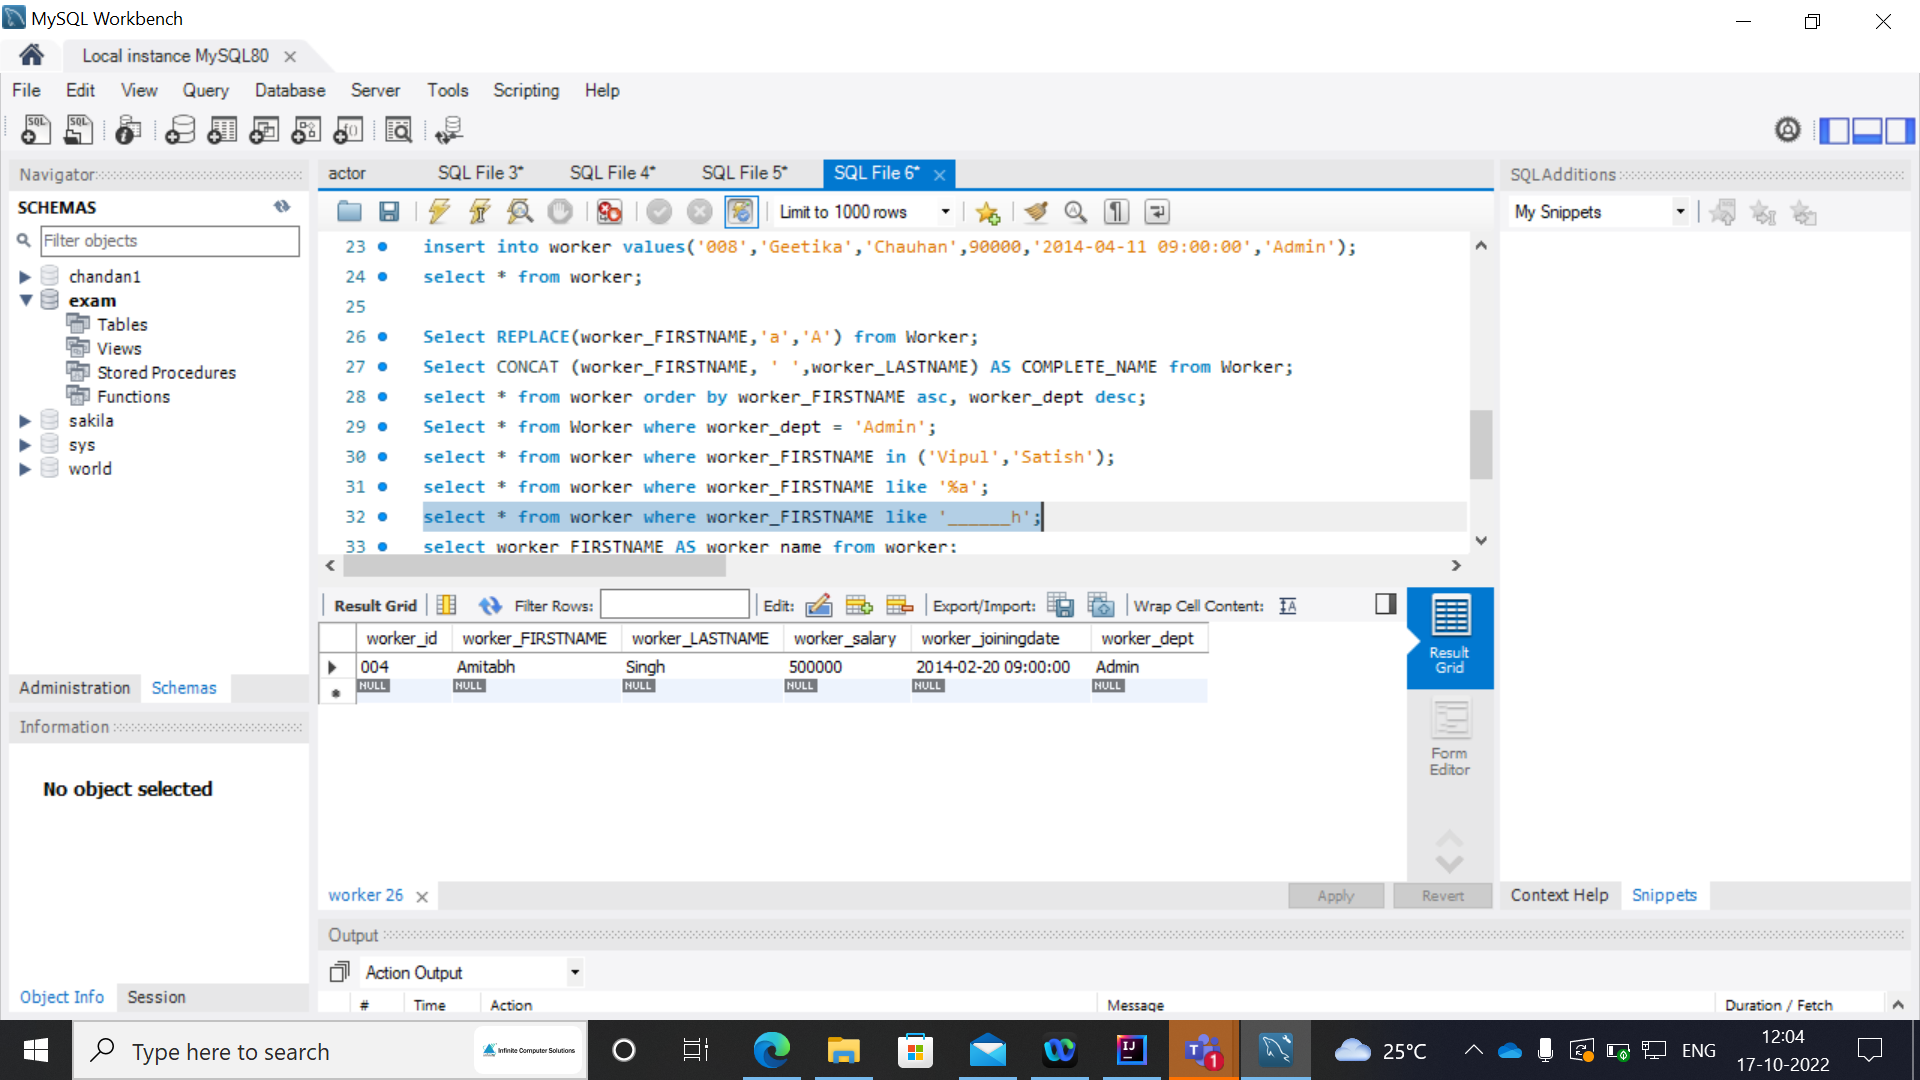 MySQL Workbench
Local instance MySQL80
File Edit View Query Database Server Tools Scripting Help
Navigator
SCHEMAS
Filter objects
chandan1
exam
Tables
Views
Stored Procedures
Functions
sakila
sys
world
Administration Schemas
Information
No object selected
Object Info Session
actor SQL File 3* SQL File 4* SQL File 5* SQL File 6*
Limit to 1000 rows
23 insert into worker values('008','Geetika','Chauhan',90000,'2014-04-11 09:00:00','Admin');
24 select * from worker;
25
26 Select REPLACE(worker_FIRSTNAME,'a','A') from Worker;
27 Select CONCAT (worker_FIRSTNAME, ' ',worker_LASTNAME) AS COMPLETE_NAME from Worker;
28 select * from worker order by worker_FIRSTNAME asc, worker_dept desc;
29 Select * from Worker where worker_dept = 'Admin';
30 select * from worker where worker_FIRSTNAME in ('Vipul','Satish');
31 select * from worker where worker_FIRSTNAME like '%a';
32 select * from worker where worker_FIRSTNAME like '______h';
33 select worker_FIRSTNAME AS worker_name from worker;
Result Grid Filter Rows: Edit: Export/Import: Wrap Cell Content:
worker_id worker_FIRSTNAME worker_LASTNAME worker_salary worker_joiningdate worker_dept
004 Amitabh Singh 500000 2014-02-20 09:00:00 Admin
NULL NULL NULL NULL NULL NULL
Result
Grid
Form
Editor
worker 26
Apply Revert
Output
Action Output
# Time Action Message Duration / Fetch
SQLAdditions
My Snippets
Context Help Snippets
Type here to search
Infinite Computer Solutions
1
25°C
ENG
12:04
17-10-2022